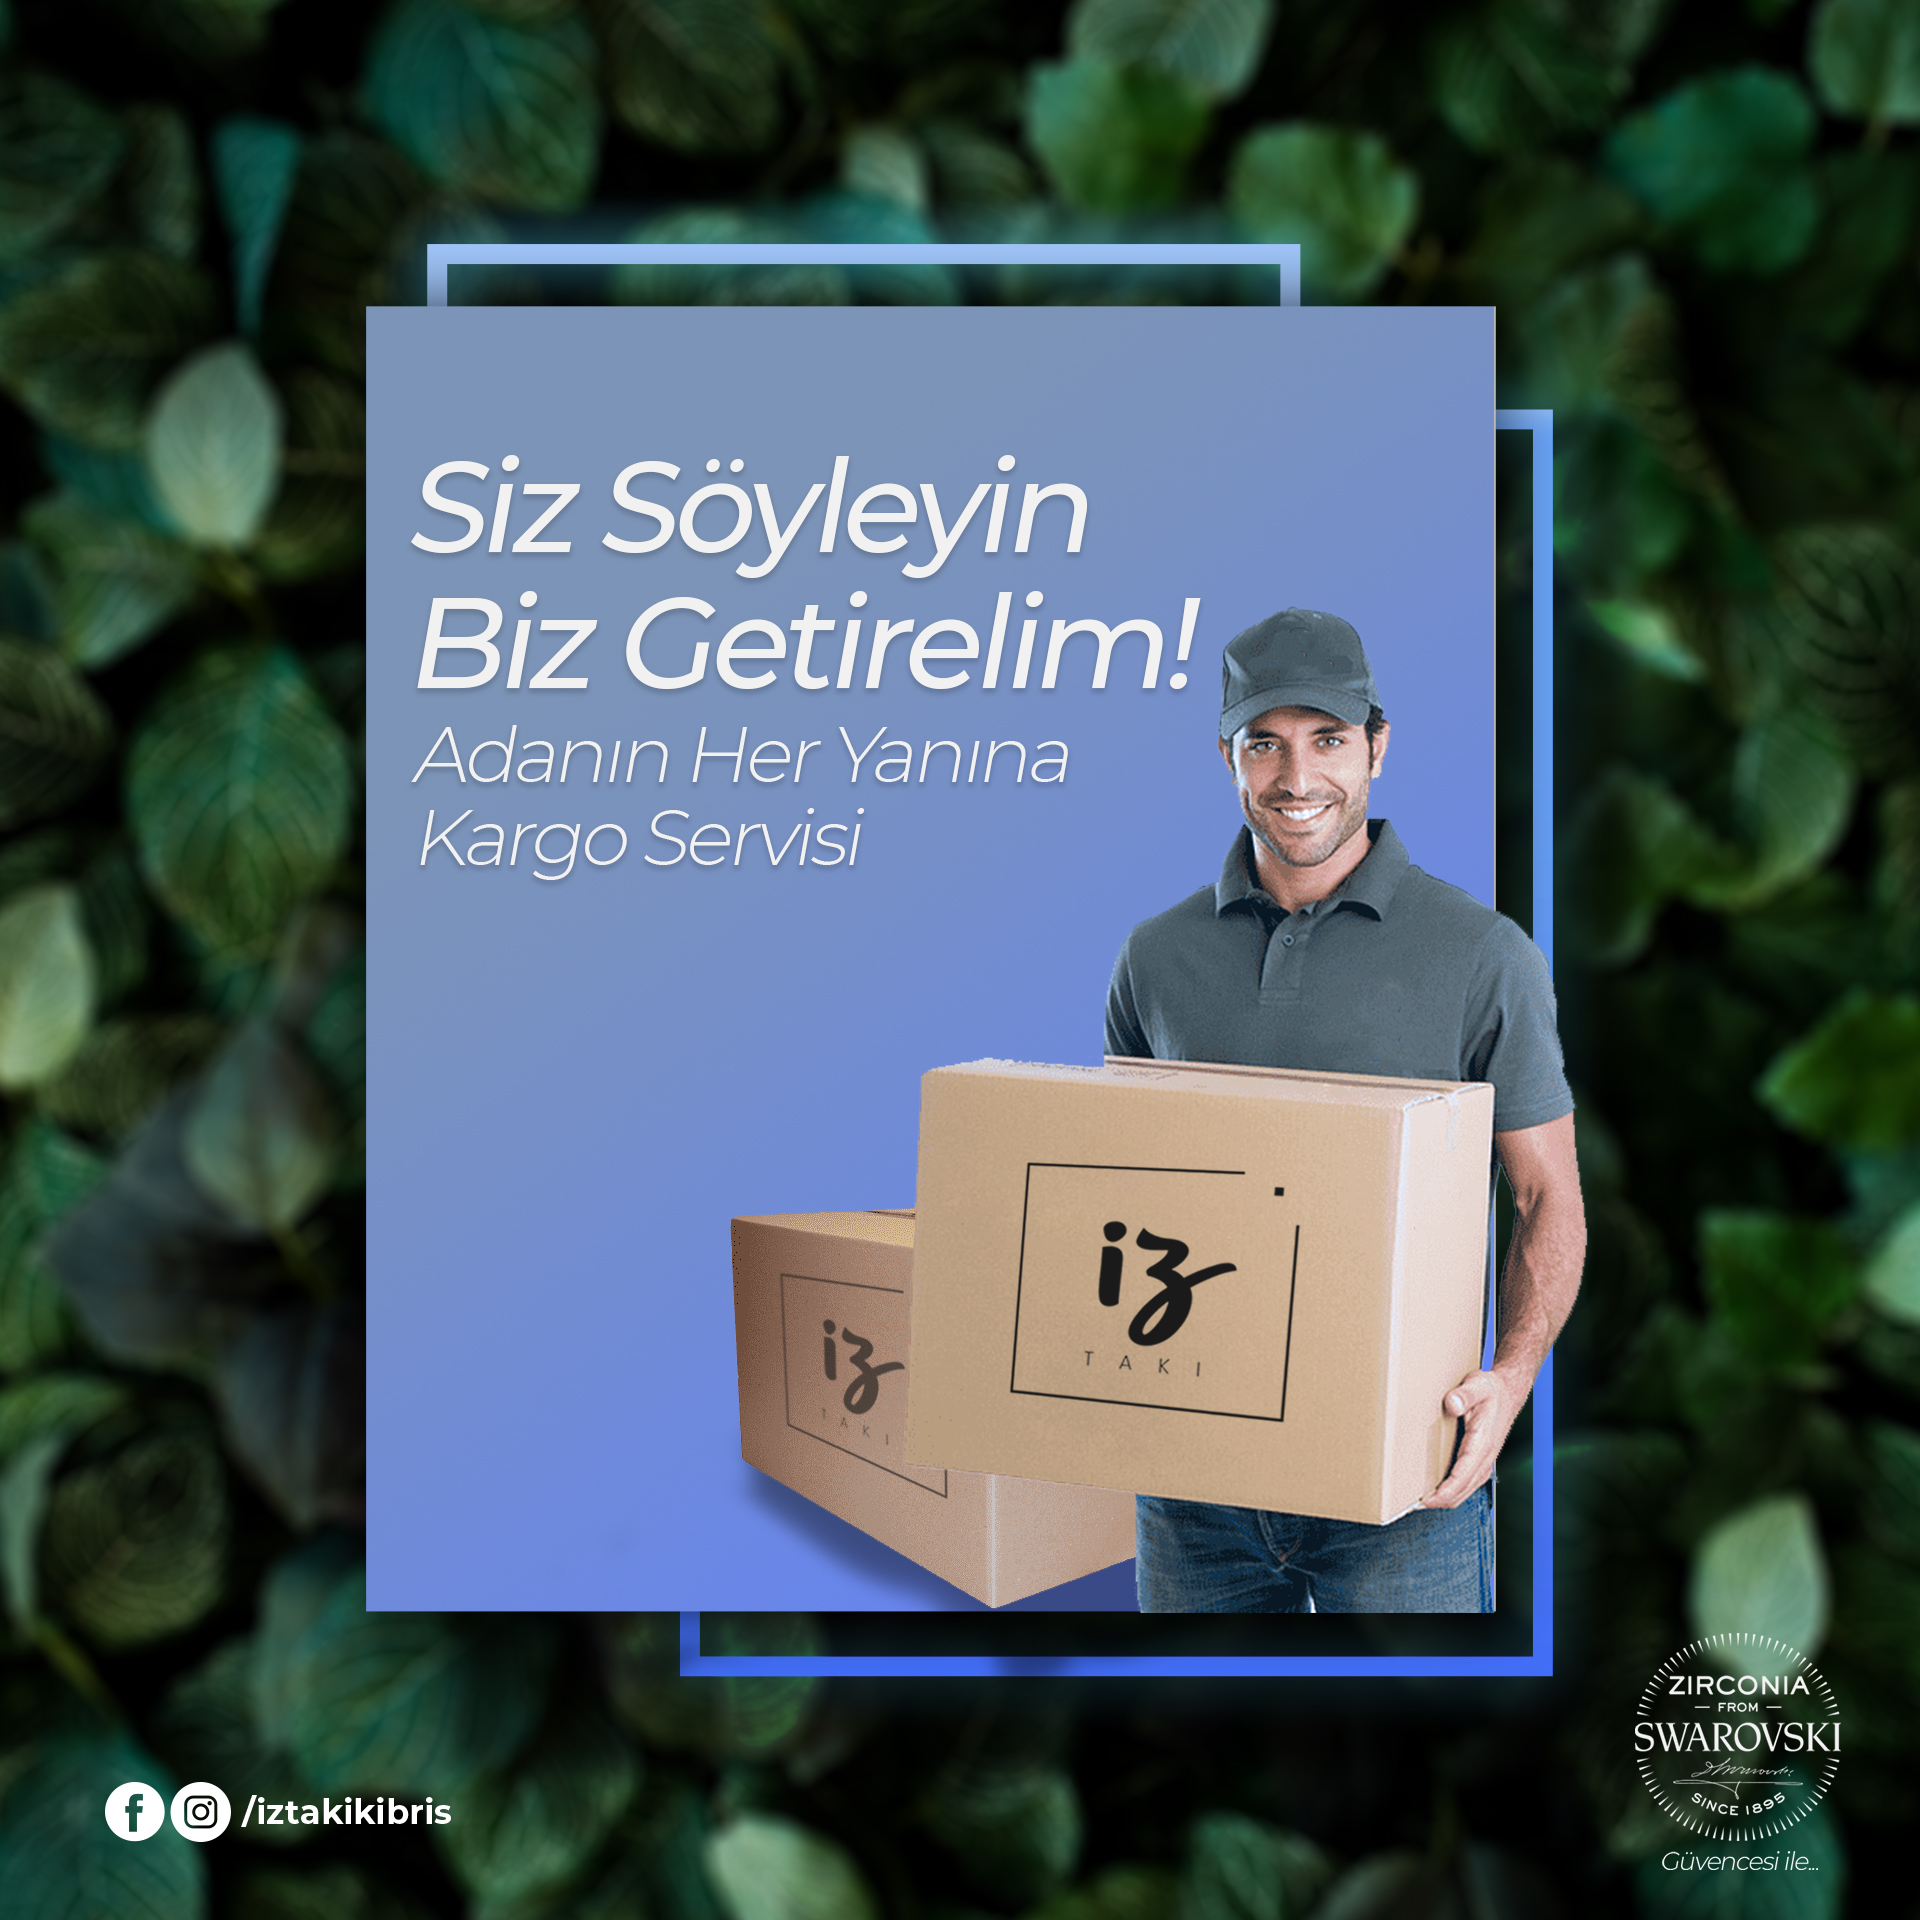 Siz Söyleyin
Biz Getirelim!
Adanın Her Yanına
Kargo Servisi
iz
TAKI
iz
TAKI
/iztakikibris
ZIRCONIA
FROM
SWAROVSKI
SINCE 1895
Güvencesi ile...